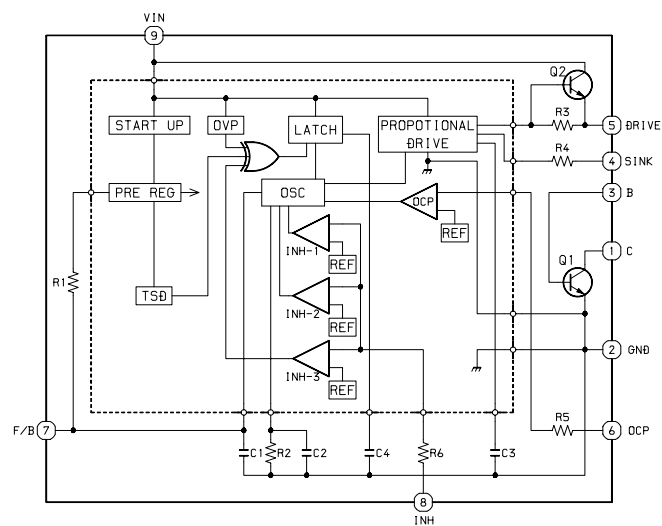 VIN
9
Q2
START UP
OVP
LATCH
PROPOTIONAL
DRIVE
R3
5
DRIVE
R4
4
SINK
PRE REG
OSC
OCP
REF
3
B
INH-1
REF
Q1
1
C
R1
TSD
INH-2
REF
INH-3
REF
2
GND
F/B
7
R5
6
OCP
C1
R2
C2
C4
R6
C3
8
INH